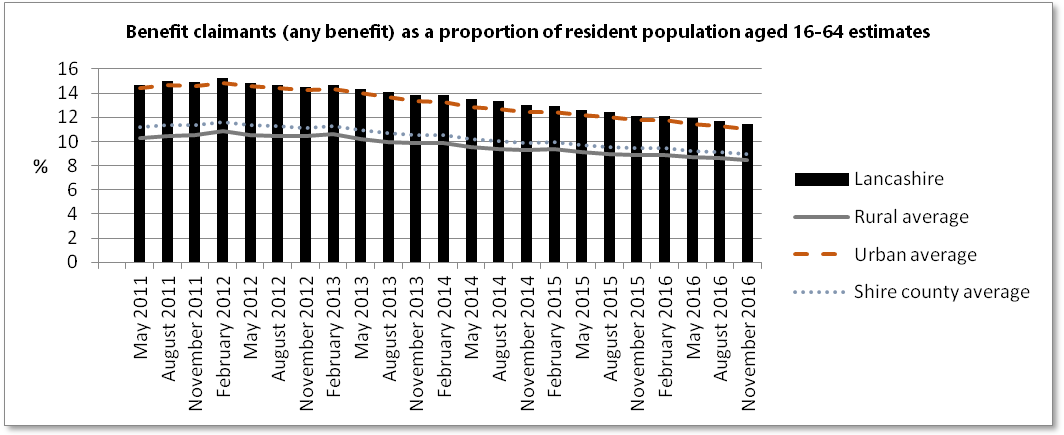 Benefit claimants (any benefit) as a proportion of resident population aged 16-64 estimates
16
14
12
10
8
6
4
2
0
%
May 2011
August 2011
November 2011
February 2012
May 2012
August 2012
November 2012
February 2013
May 2013
August 2013
November 2013
February 2014
May 2014
August 2014
November 2014
February 2015
May 2015
August 2015
November 2015
February 2016
May 2016
August 2016
November 2016
Lancashire
Rural average
Urban average
Shire county average